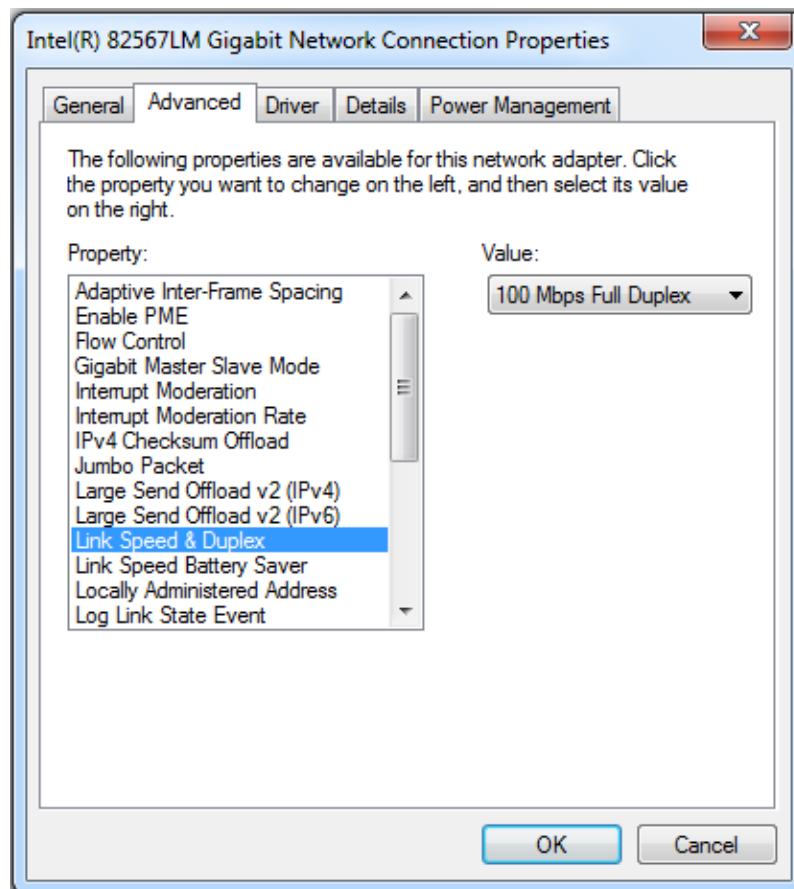 Intel(R) 82567LM Gigabit Network Connection Properties
General Advanced Driver Details Power Management
The following properties are available for this network adapter. Click
the property you want to change on the left, and then select its value
on the right.
Property:
Value:
Adaptive Inter-Frame Spacing
Enable PME
Flow Control
Gigabit Master Slave Mode
Interrupt Moderation
Interrupt Moderation Rate
IPv4 Checksum Offload
Jumbo Packet
Large Send Offload v2 (IPv4)
Large Send Offload v2 (IPv6)
Link Speed & Duplex
Link Speed Battery Saver
Locally Administered Address
Log Link State Event
100 Mbps Full Duplex
OK Cancel